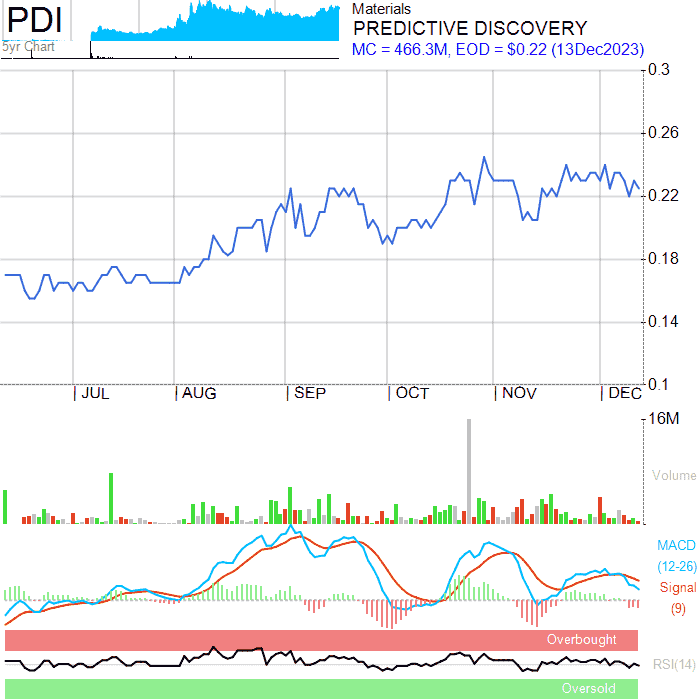 PDI
5yr Chart
Materials
PREDICTIVE DISCOVERY
MC = 466.3M, EOD = $0.22 (13Dec2023)
0.3
0.26
0.22
0.18
0.14
0.1
| JUL | AUG | SEP | OCT | NOV | DEC
16M
Volume
MACD
(12-26)
Signal
(9)
Overbought
RSI(14)
Oversold